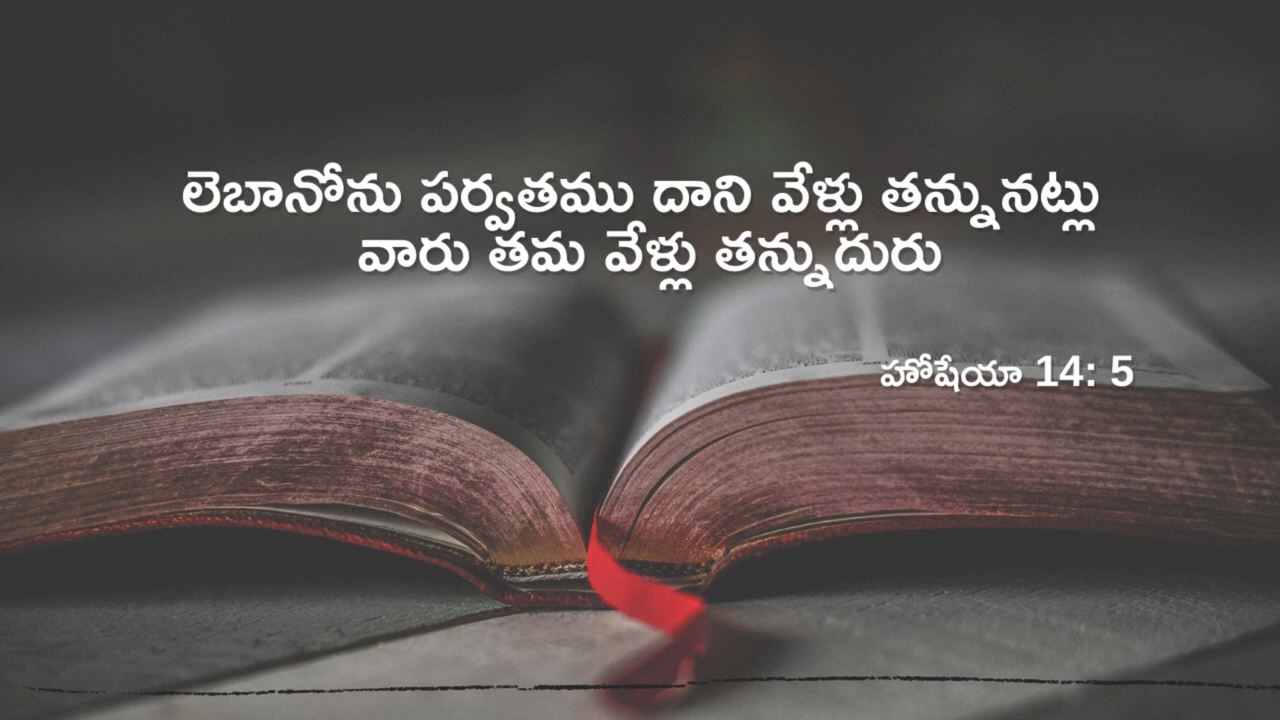 లెబానోను పర్వతము దాని వేళ్లు తన్నునట్లు
వారు తమ వేళ్లు తన్నుదురు
హోషేయా 14: 5